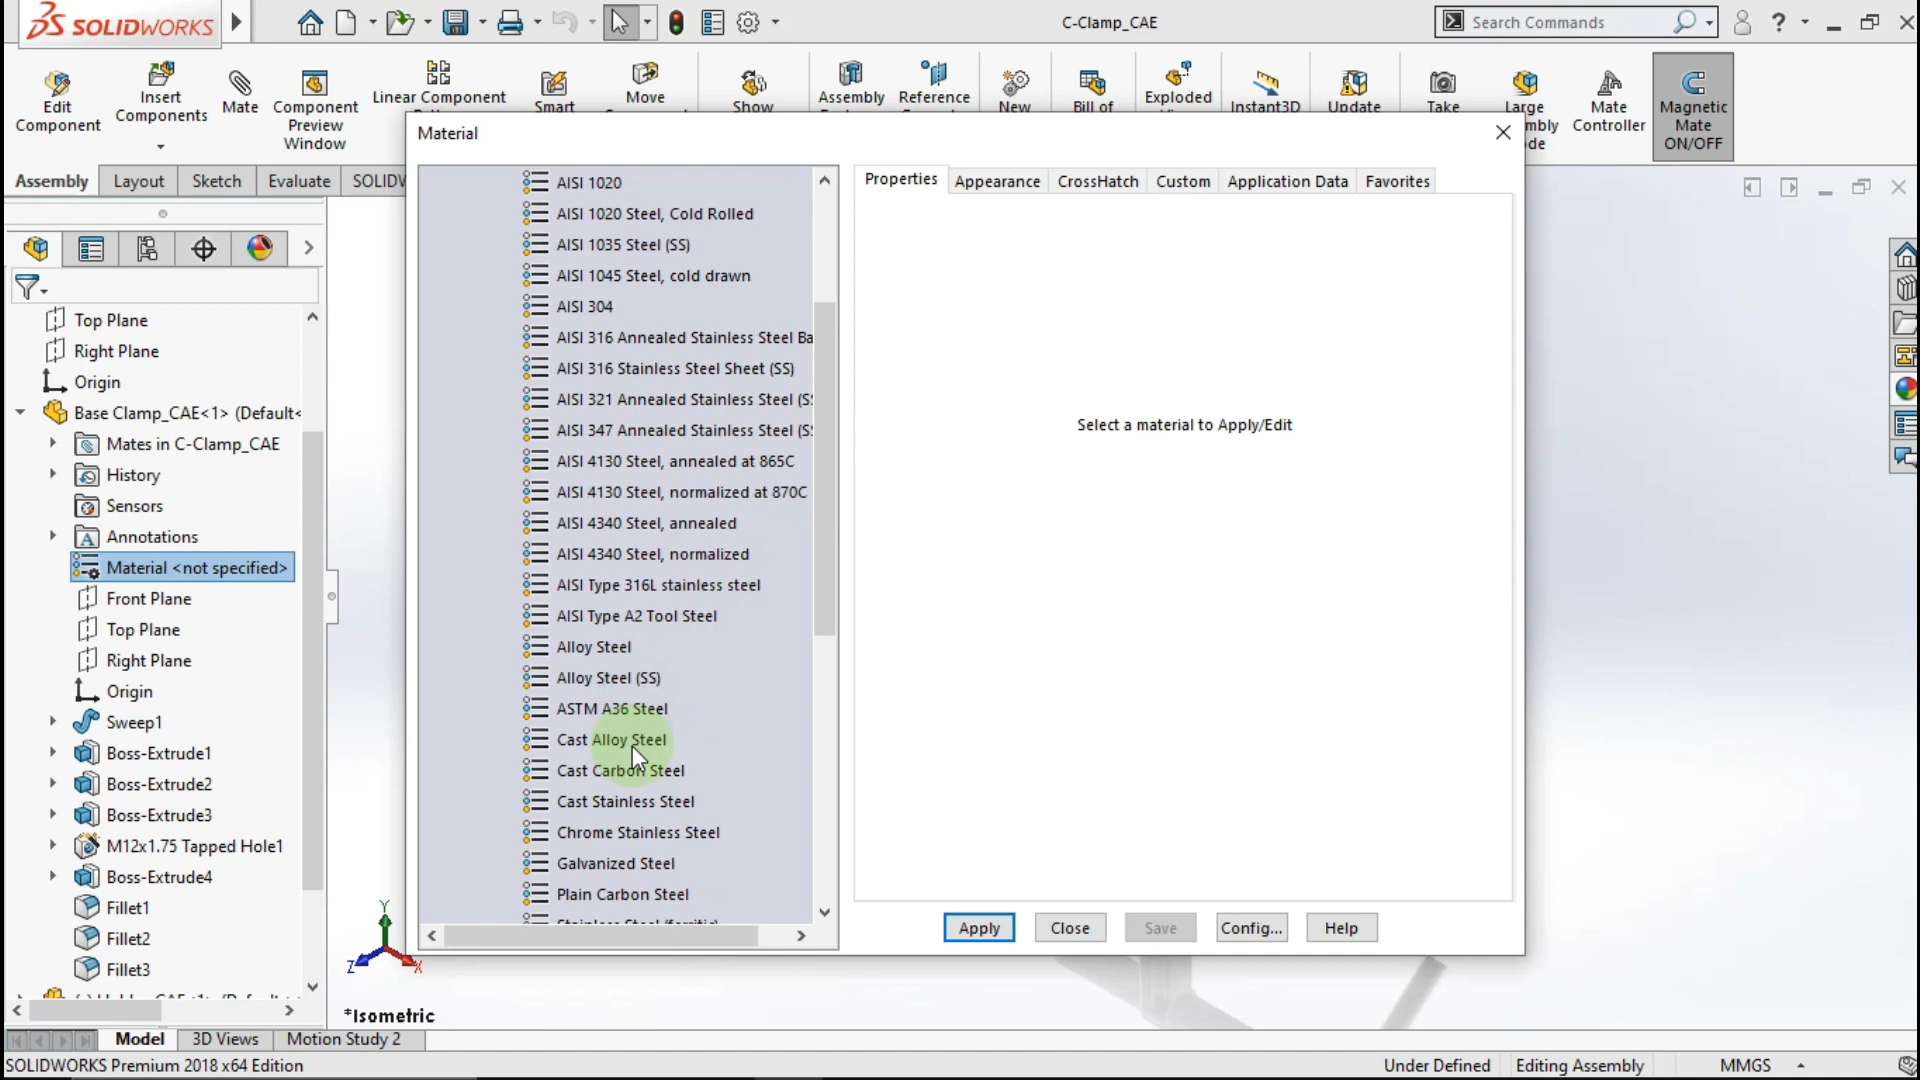 SOLIDWORKS
C-Clamp_CAE
Search Commands
?
Edit
Component
Insert
Components
Mate
Component
Preview
Window
Linear Component
Smart
Move
Show
Assembly
Reference
New
Bill of
Exploded
Instant3D
Update
Take
Large
Mate
Controller
Magnetic
Mate
ON/OFF
Assembly
Layout
Sketch
Evaluate
SOLIDW
Material
Top Plane
Right Plane
Origin
Base Clamp_CAE<1> (Default<
Mates in C-Clamp_CAE
History
Sensors
Annotations
Material <not specified>
Front Plane
Top Plane
Right Plane
Origin
Sweep1
Boss-Extrude1
Boss-Extrude2
Boss-Extrude3
M12x1.75 Tapped Hole1
Boss-Extrude4
Fillet1
Fillet2
Fillet3
AISI 1020
AISI 1020 Steel, Cold Rolled
AISI 1035 Steel (SS)
AISI 1045 Steel, cold drawn
AISI 304
AISI 316 Annealed Stainless Steel Ba
AISI 316 Stainless Steel Sheet (SS)
AISI 321 Annealed Stainless Steel (S
AISI 347 Annealed Stainless Steel (S
AISI 4130 Steel, annealed at 865C
AISI 4130 Steel, normalized at 870C
AISI 4340 Steel, annealed
AISI 4340 Steel, normalized
AISI Type 316L stainless steel
AISI Type A2 Tool Steel
Alloy Steel
Alloy Steel (SS)
ASTM A36 Steel
Cast Alloy Steel
Cast Carbon Steel
Cast Stainless Steel
Chrome Stainless Steel
Galvanized Steel
Plain Carbon Steel
Properties
Appearance
CrossHatch
Custom
Application Data
Favorites
Select a material to Apply/Edit
Apply
Close
Save
Config...
Help
Y
Z
X
*Isometric
Model
3D Views
Motion Study 2
SOLIDWORKS Premium 2018 x64 Edition
Under Defined
Editing Assembly
MMGS